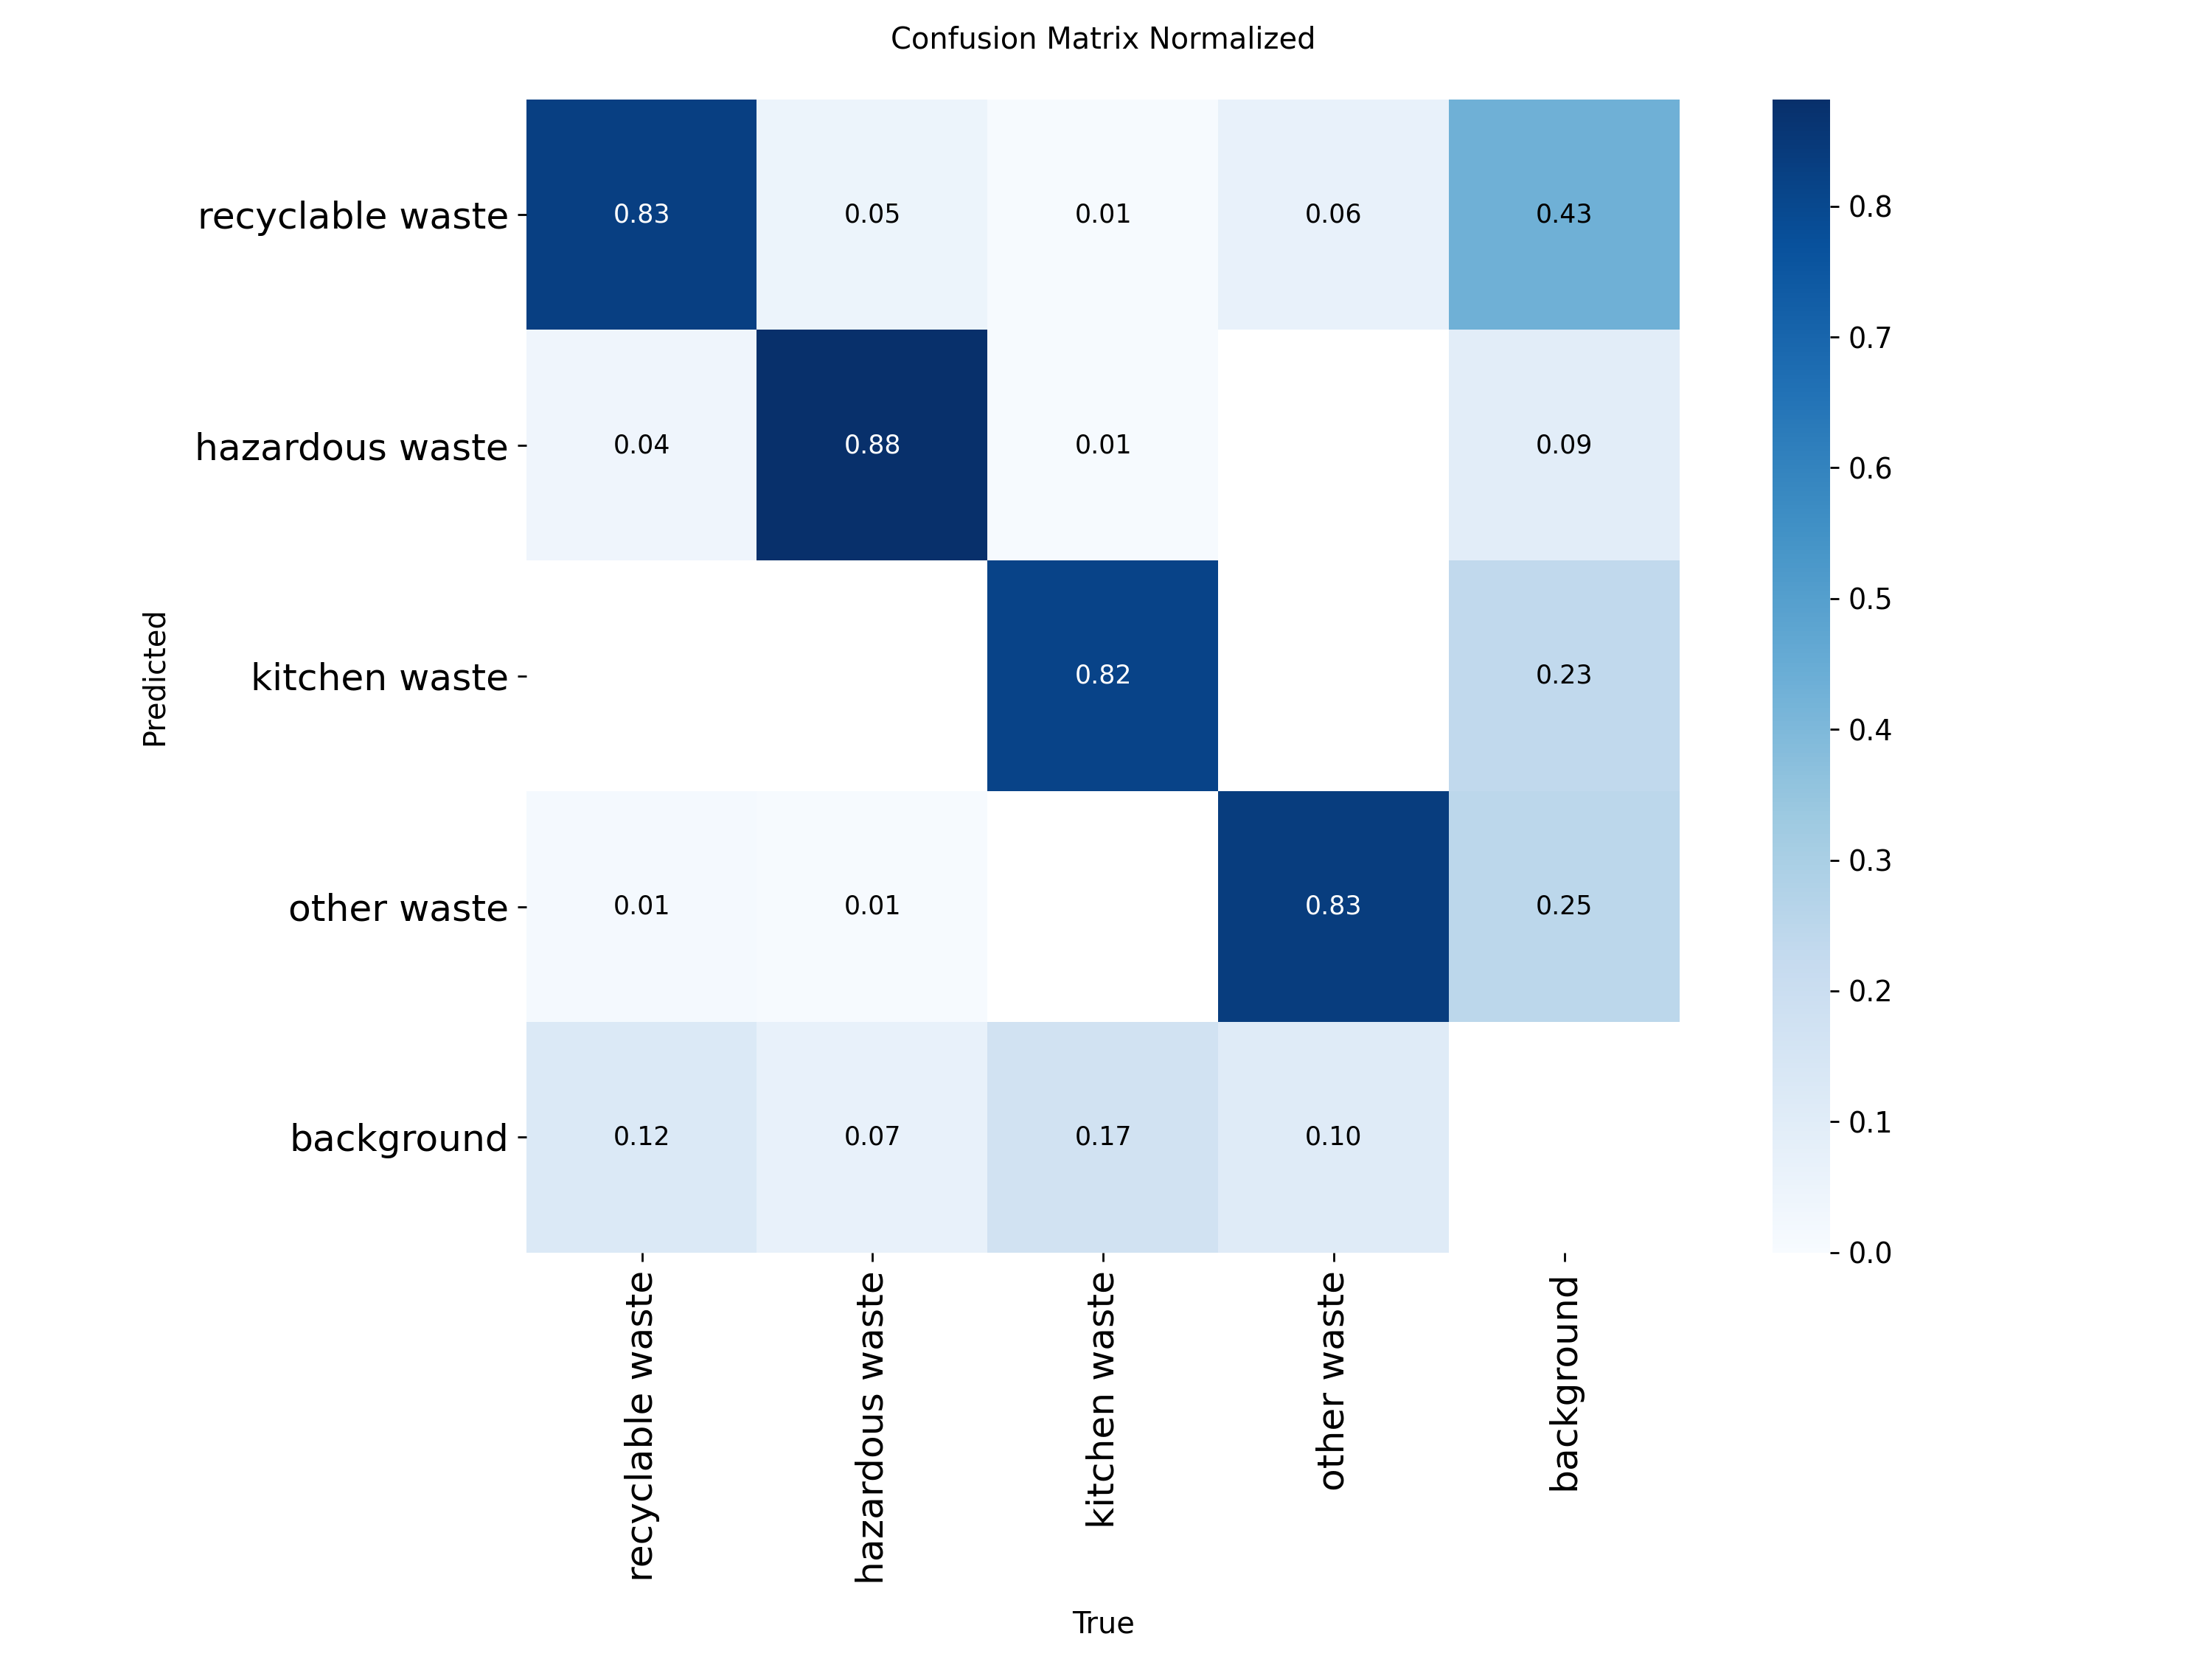 Confusion Matrix Normalized
recyclable waste 0.83 0.05 0.01 0.06 0.43
hazardous waste 0.04 0.88 0.01 0.09
kitchen waste 0.82 0.23
other waste 0.01 0.01 0.83 0.25
background 0.12 0.07 0.17 0.10
Predicted
recyclable waste
hazardous waste
kitchen waste
other waste
background
True
0.8
0.7
0.6
0.5
0.4
0.3
0.2
0.1
0.0